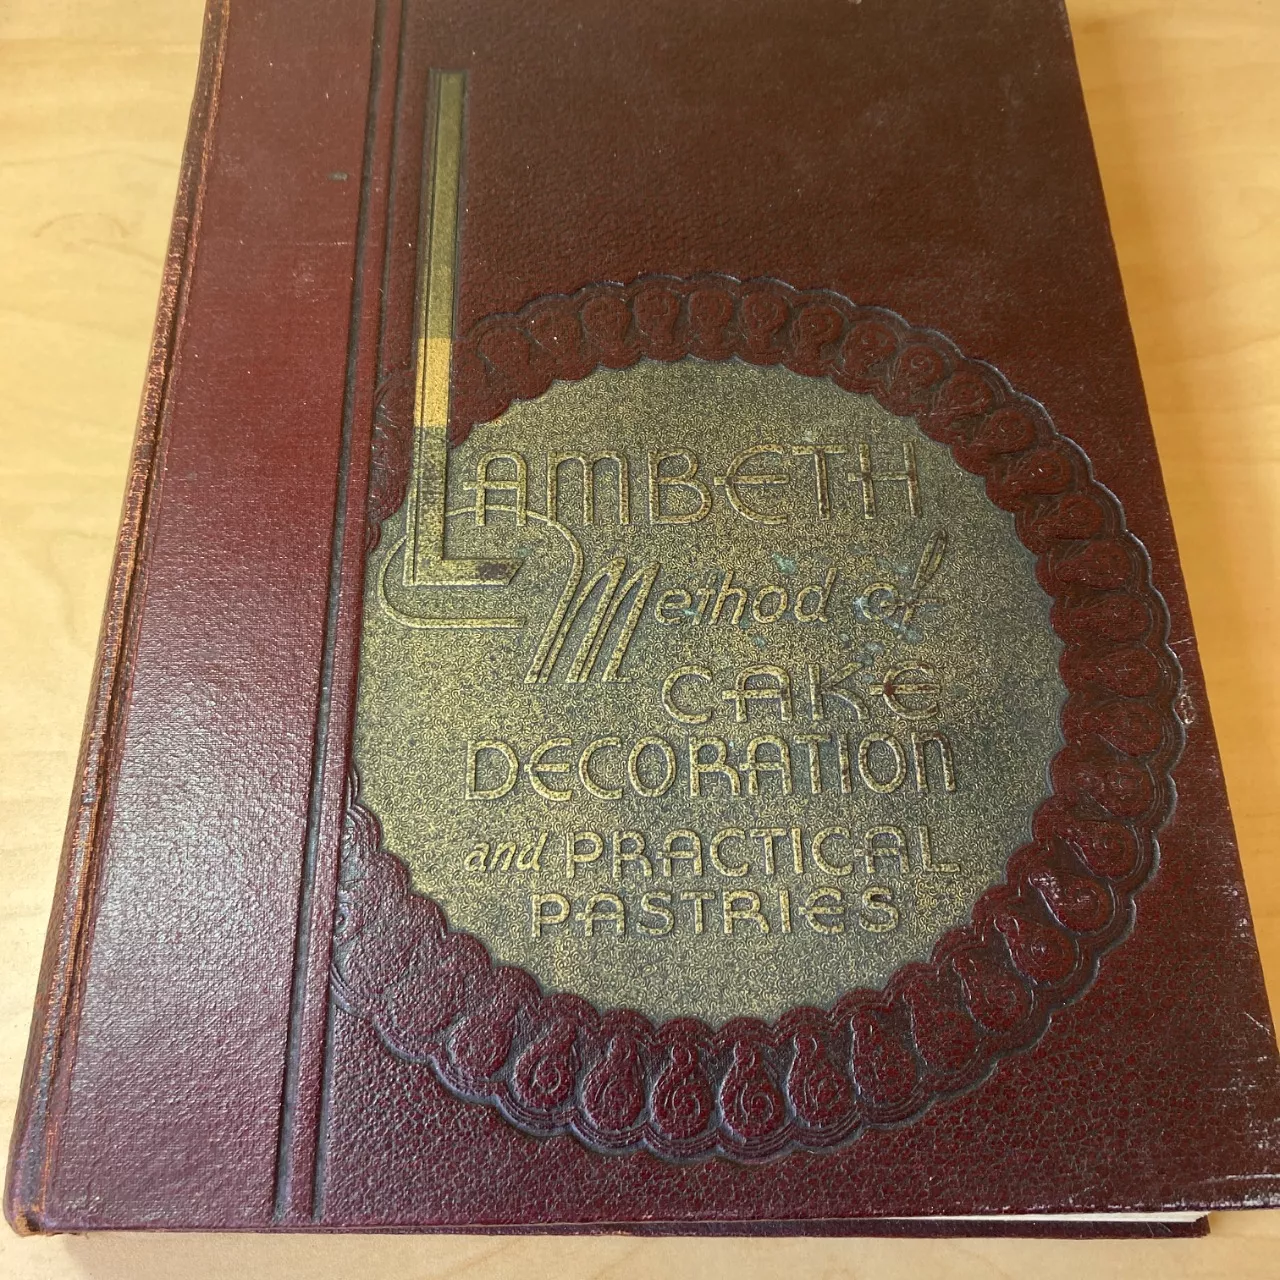 LAMBETH
Method of
CAKE
DECORATION
and PRACTICAL
PASTRIES